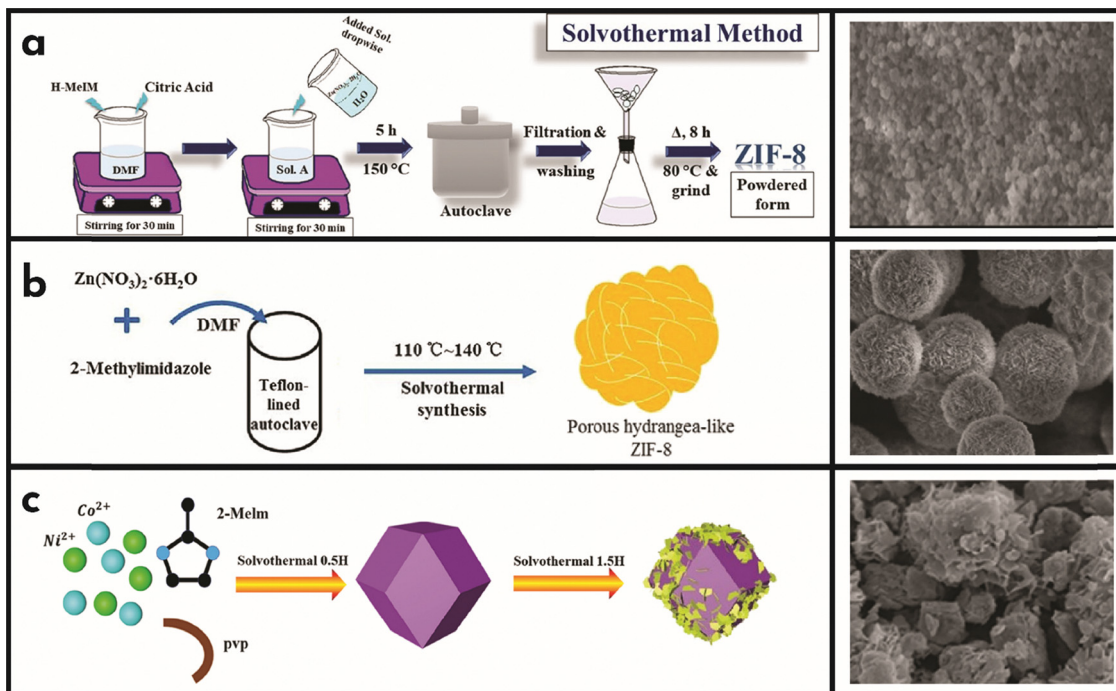 a
Solvothermal Method
Added Sol.
dropwise
H-MeIM
Citric Acid
H₂O
DMF
Sol. A
Stirring for 30 min
Stirring for 30 min
5 h
150 °C
Autoclave
Filtration &
washing
Δ, 8 h
80 °C &
grind
ZIF-8
Powdered
form
b
Zn(NO₃)₂·6H₂O
+
2-Methylimidazole
DMF
Teflon-
lined
autoclave
110 ℃~140 ℃
Solvothermal
synthesis
Porous hydrangea-like
ZIF-8
c
Co²⁺
Ni²⁺
2-Melm
pvp
Solvothermal 0.5H
Solvothermal 1.5H